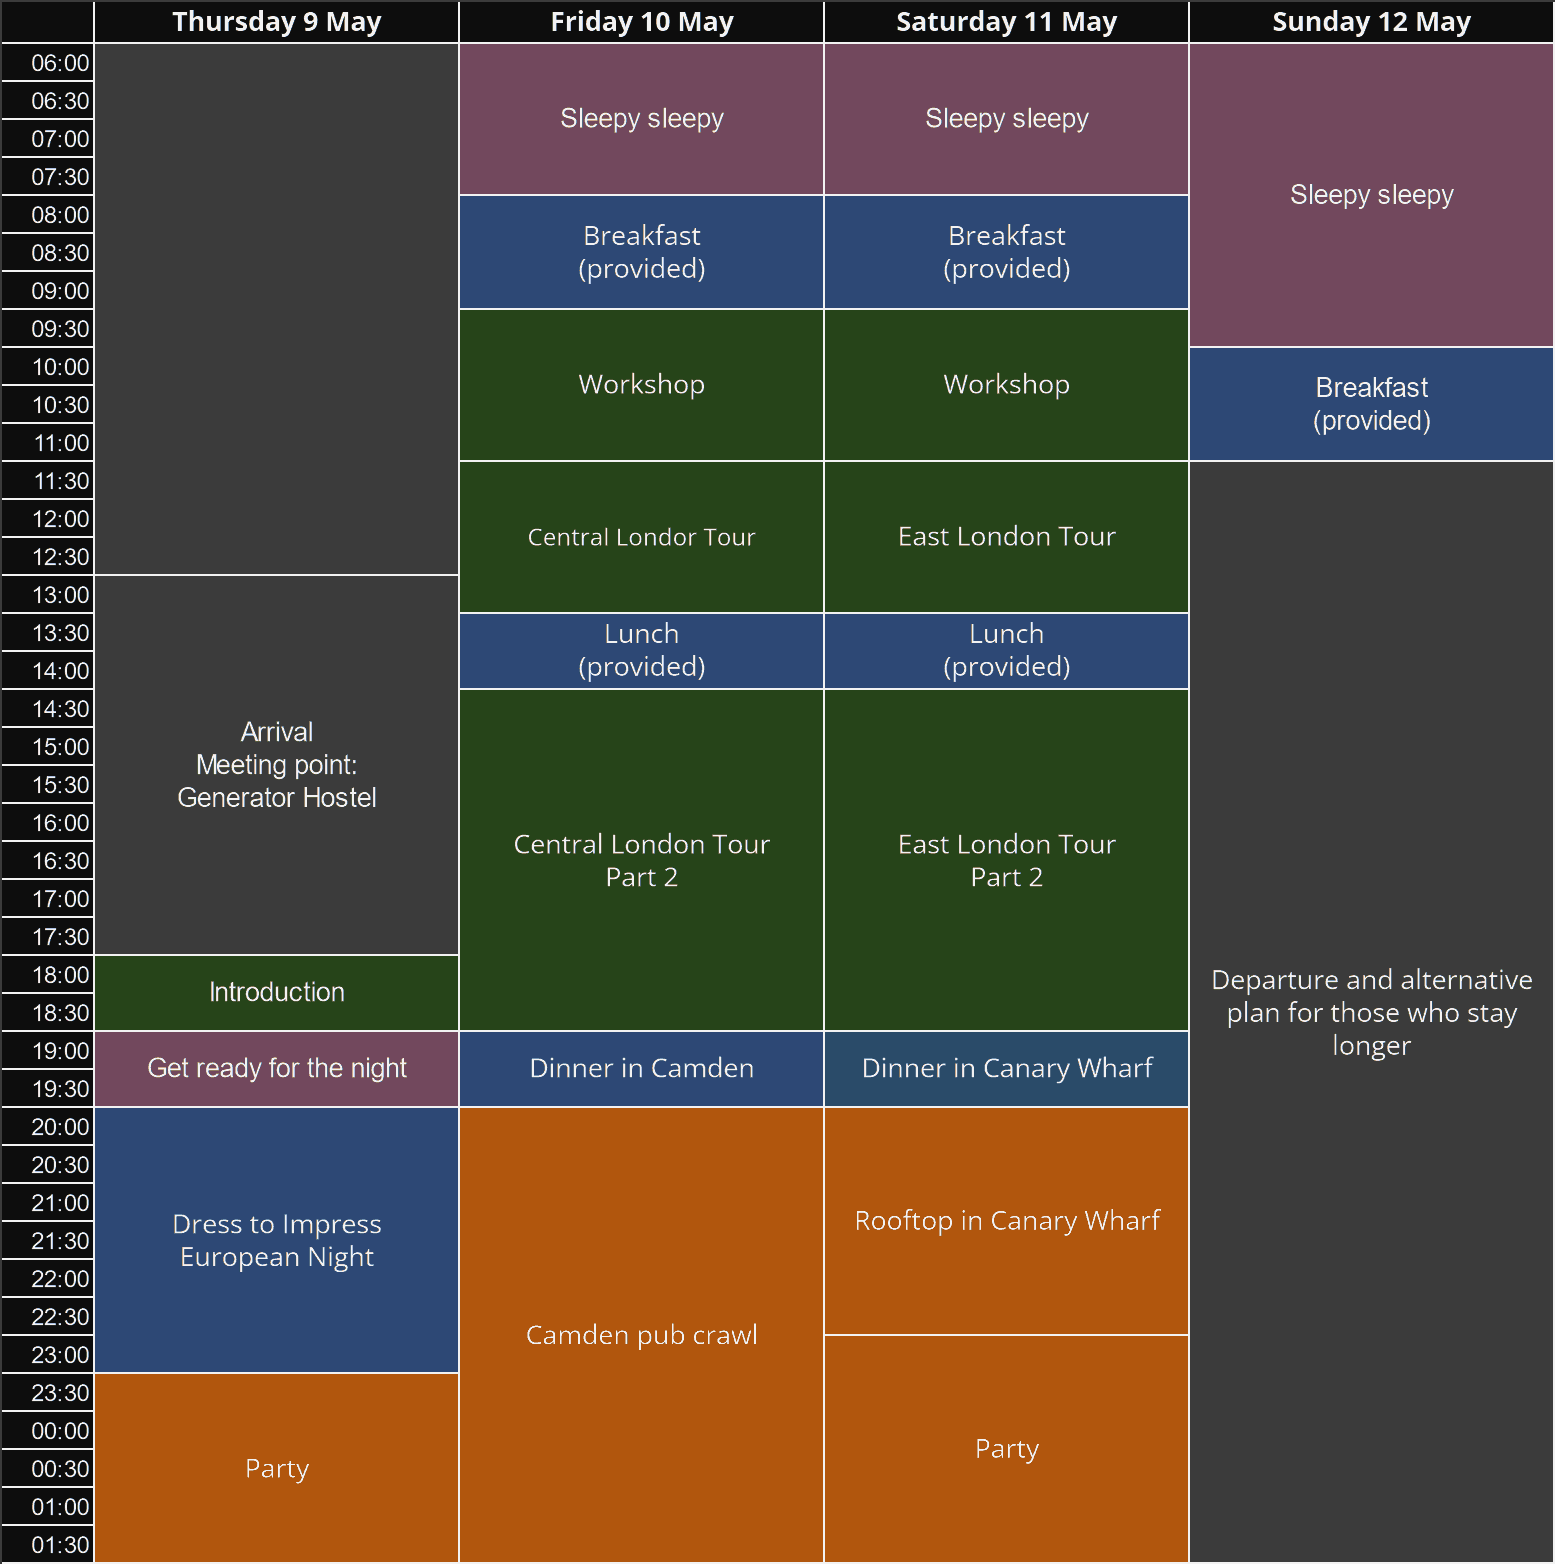 Thursday 9 May
Friday 10 May
Saturday 11 May
Sunday 12 May
06:00
06:30
07:00
07:30
08:00
08:30
09:00
09:30
10:00
10:30
11:00
11:30
12:00
12:30
13:00
13:30
14:00
14:30
15:00
15:30
16:00
16:30
17:00
17:30
18:00
18:30
19:00
19:30
20:00
20:30
21:00
21:30
22:00
22:30
23:00
23:30
00:00
00:30
01:00
01:30
Arrival
Meeting point:
Generator Hostel
Introduction
Get ready for the night
Dress to Impress
European Night
Party
Sleepy sleepy
Breakfast
(provided)
Workshop
Central Londor Tour
Lunch
(provided)
Central London Tour
Part 2
Dinner in Camden
Camden pub crawl
Sleepy sleepy
Breakfast
(provided)
Workshop
East London Tour
Lunch
(provided)
East London Tour
Part 2
Dinner in Canary Wharf
Rooftop in Canary Wharf
Party
Sleepy sleepy
Breakfast
(provided)
Departure and alternative
plan for those who stay
longer